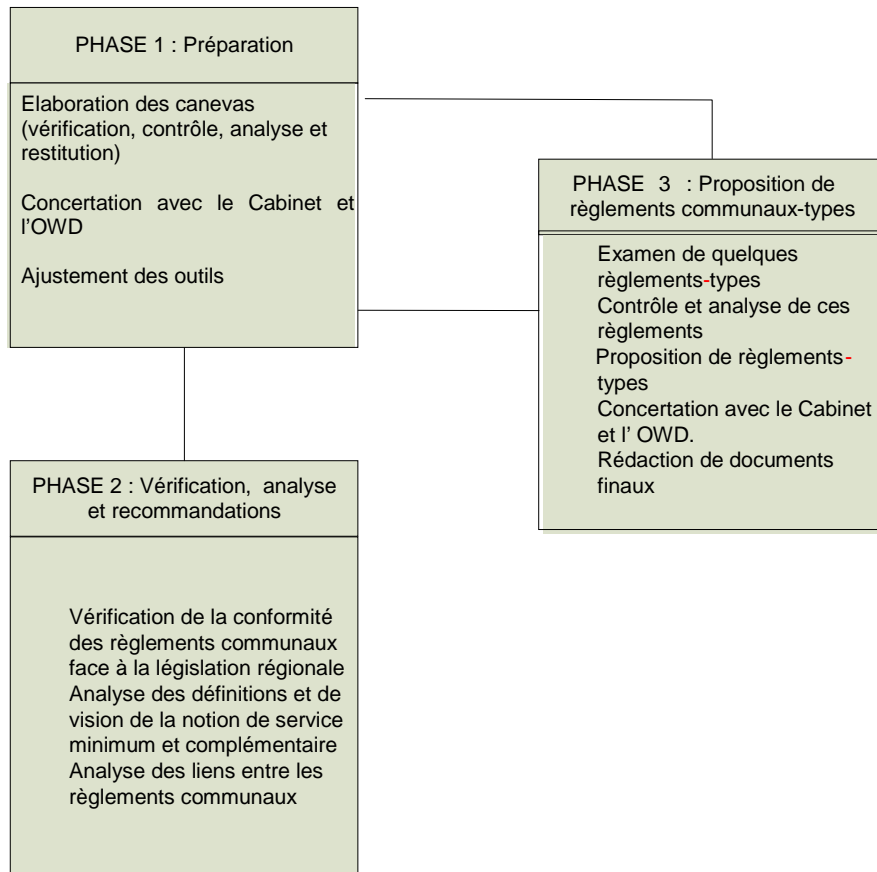 PHASE 1 : Préparation
Elaboration des canevas
(vérification, contrôle, analyse et
restitution)
Concertation avec le Cabinet et
l'OWD
Ajustement des outils
PHASE 3 : Proposition de
règlements communaux-types
Examen de quelques
règlements-types
Contrôle et analyse de ces
règlements
Proposition de règlements-
types
Concertation avec le Cabinet
et l' OWD.
Rédaction de documents
finaux
PHASE 2 : Vérification, analyse
et recommandations
Vérification de la conformité
des règlements communaux
face à la législation régionale
Analyse des définitions et de
vision de la notion de service
minimum et complémentaire
Analyse des liens entre les
règlements communaux